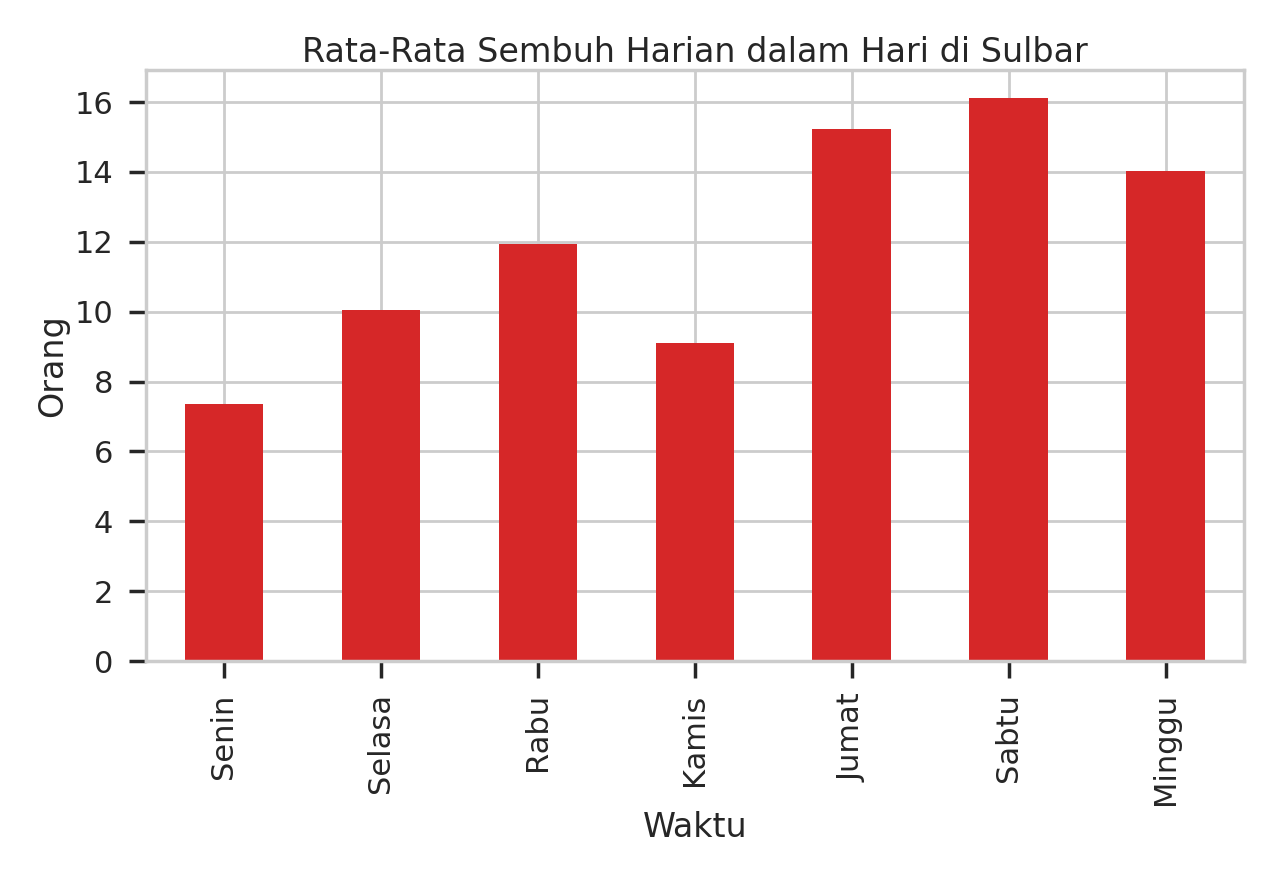 Rata-Rata Sembuh Harian dalam Hari di Sulbar
Orang
16
14
12
10
8
6
4
2
0
Senin
Selasa
Rabu
Kamis
Jumat
Sabtu
Minggu
Waktu